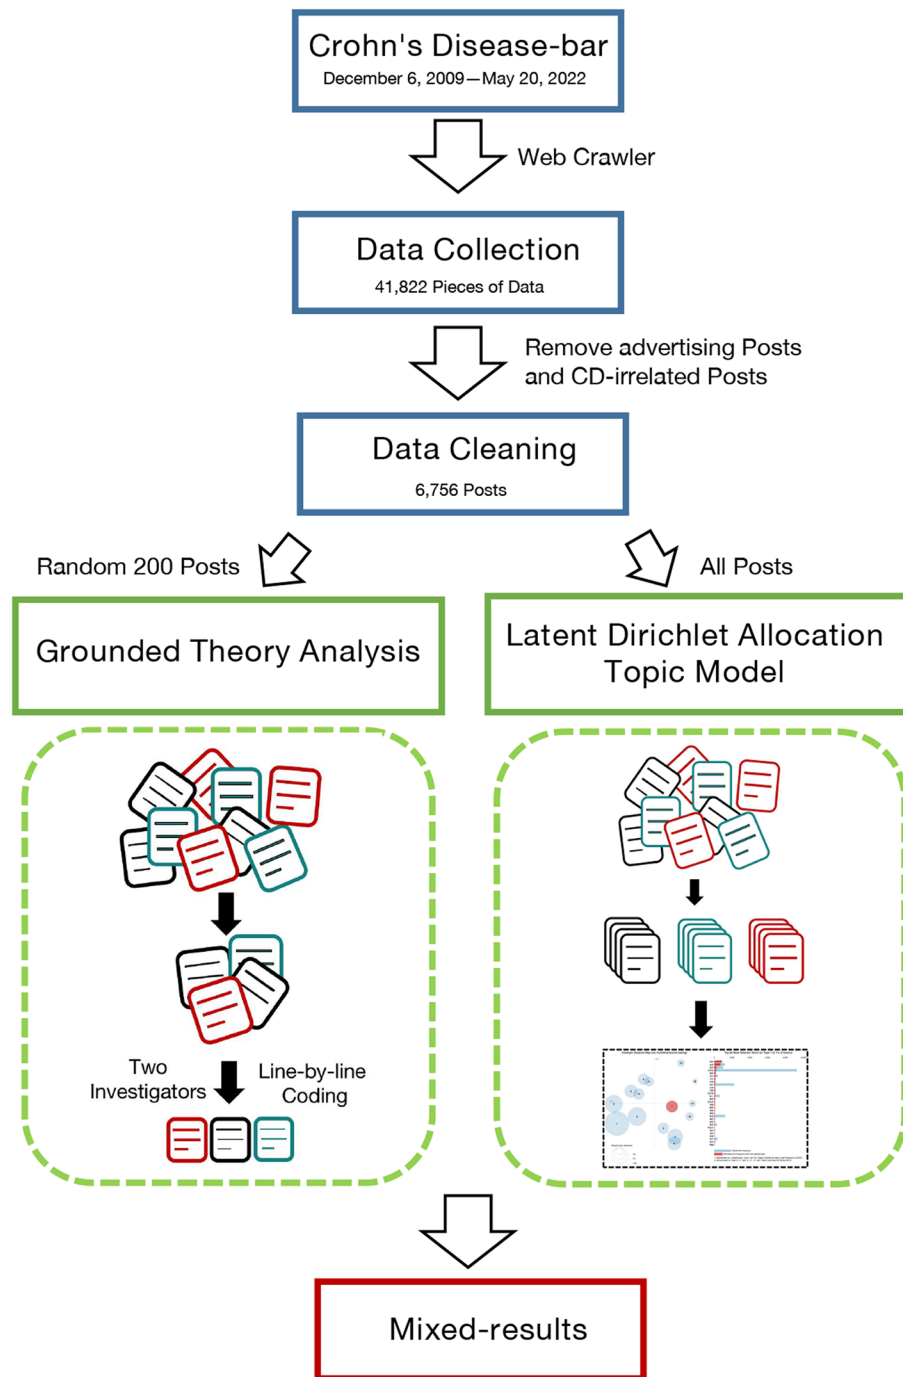 Crohn's Disease-bar
December 6, 2009—May 20, 2022
Web Crawler
Data Collection
41,822 Pieces of Data
Remove advertising Posts
and CD-irrelated Posts
Data Cleaning
6,756 Posts
Random 200 Posts
All Posts
Grounded Theory Analysis
Latent Dirichlet Allocation
Topic Model
Two
Investigators
Line-by-line
Coding
Mixed-results